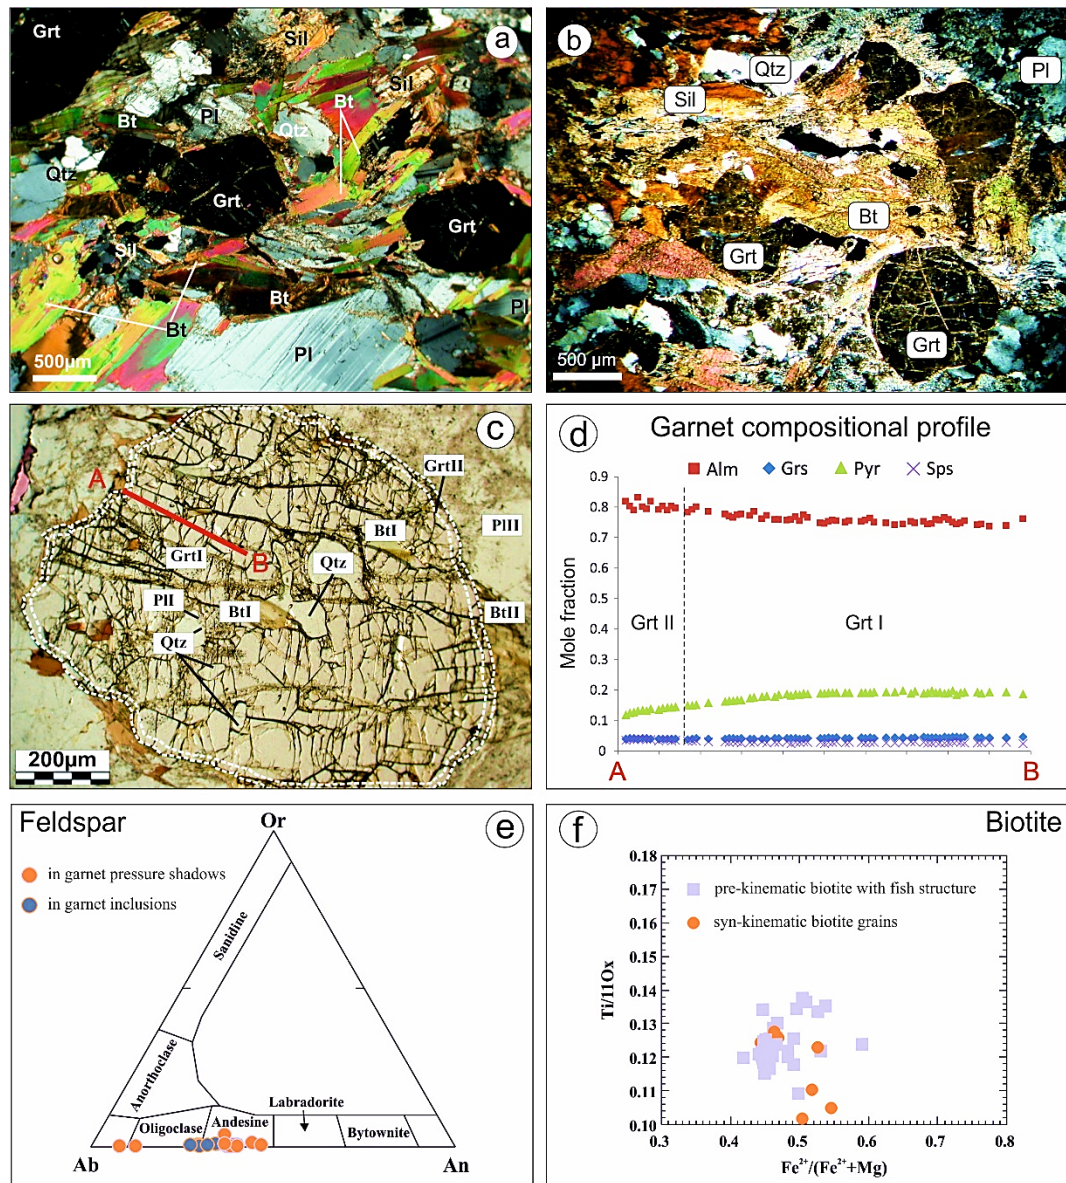 a
Grt
Sil
Sil
Bt
Bt
Pl
Qtz
Qtz
Grt
Grt
Sil
Bt
Bt
Pl
Pl
500µm
b
Qtz
Pl
Sil
Bt
Grt
Grt
500 µm
c
A
GrtII
PlII
BtI
GrtI
B
Qtz
PlI
BtI
BtII
Qtz
200µm
d
Garnet compositional profile
Alm Grs Pyr Sps
0.9
0.8
0.7
0.6
0.5
0.4
0.3
0.2
0.1
0
Mole fraction
Grt II
Grt I
A
B
Feldspar
e
Or
in garnet pressure shadows
in garnet inclusions
Sanidine
Anorthoclase
Oligoclase
Andesine
Labradorite
Bytownite
Ab
An
f
Biotite
0.18
0.17
0.16
0.15
0.14
0.13
0.12
0.11
0.10
Ti/11Ox
pre-kinematic biotite with fish structure
syn-kinematic biotite grains
0.3 0.4 0.5 0.6 0.7 0.8
Fe²⁺/(Fe²⁺+Mg)